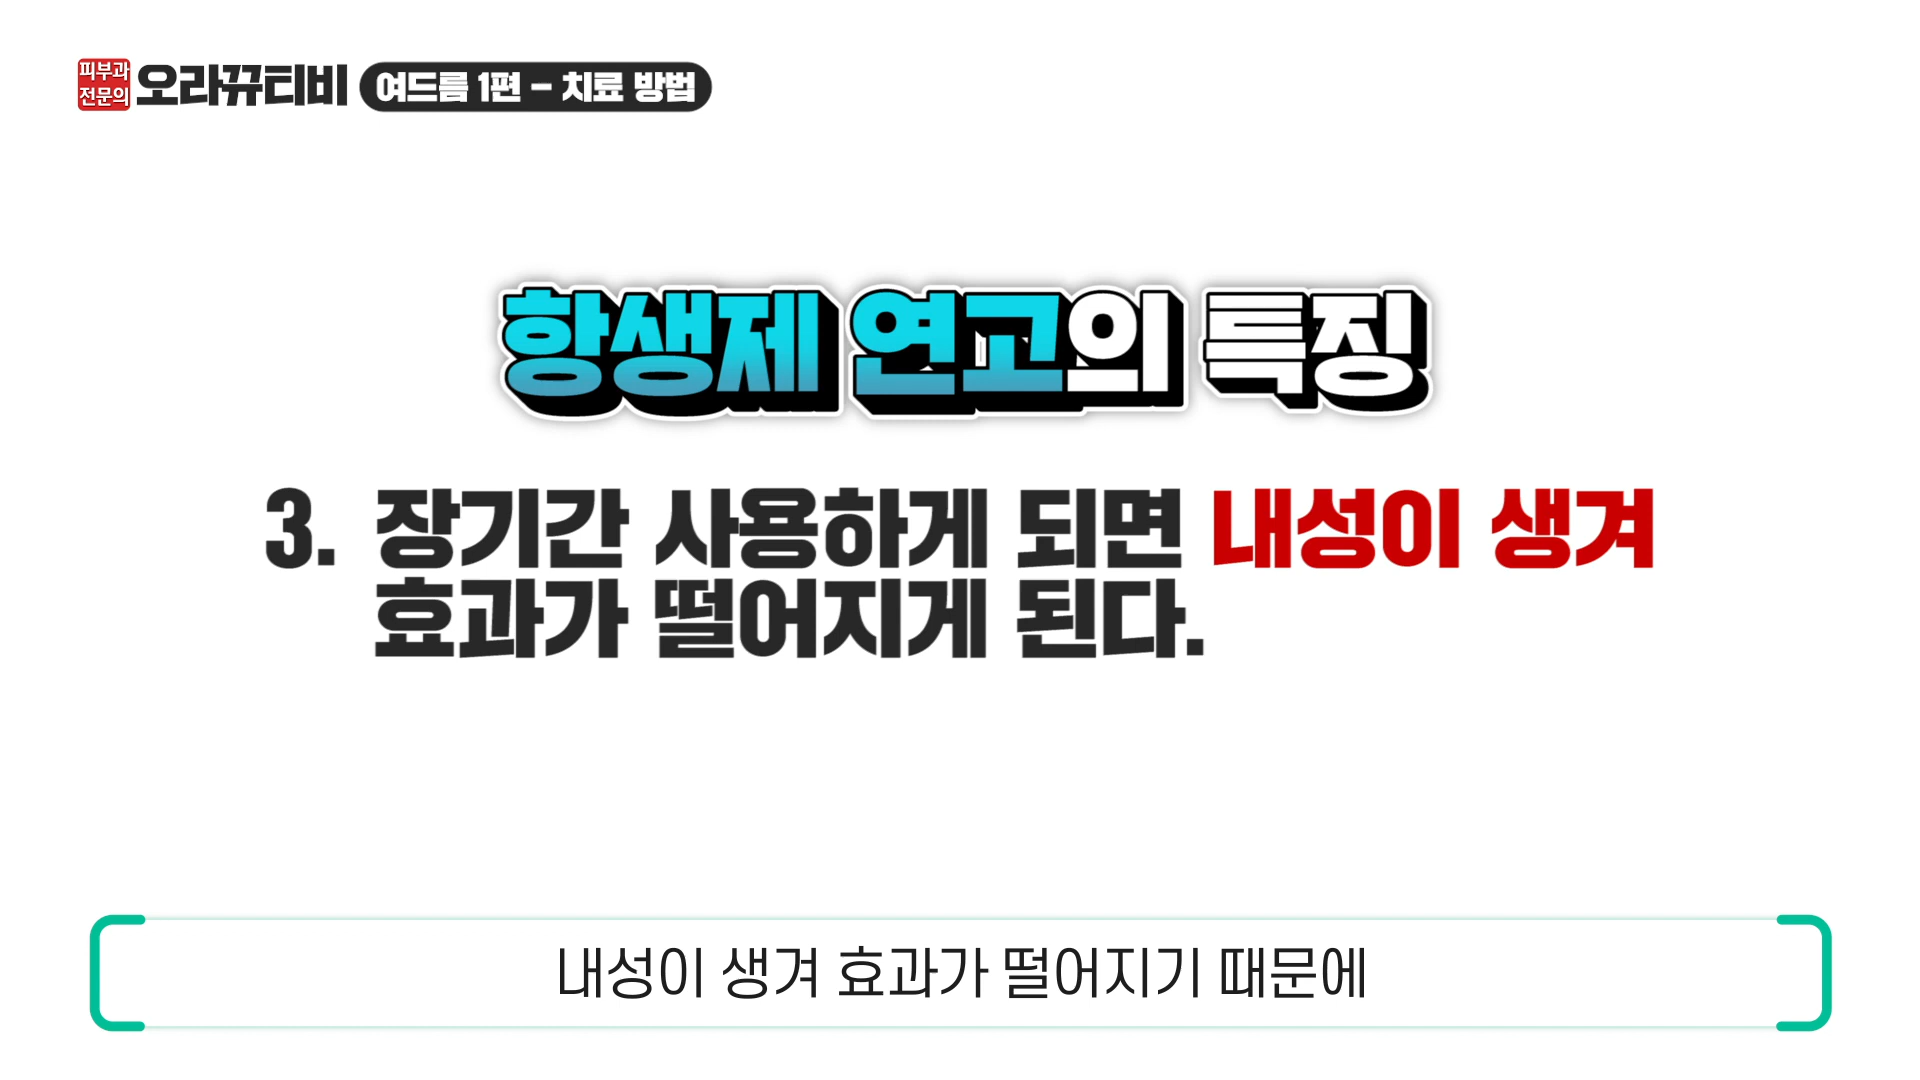 피부과
전문의
오라뀨티비
여드름 1편 – 치료 방법
항생제 연고의 특징
3. 장기간 사용하게 되면 내성이 생겨
효과가 떨어지게 된다.
내성이 생겨 효과가 떨어지기 때문에